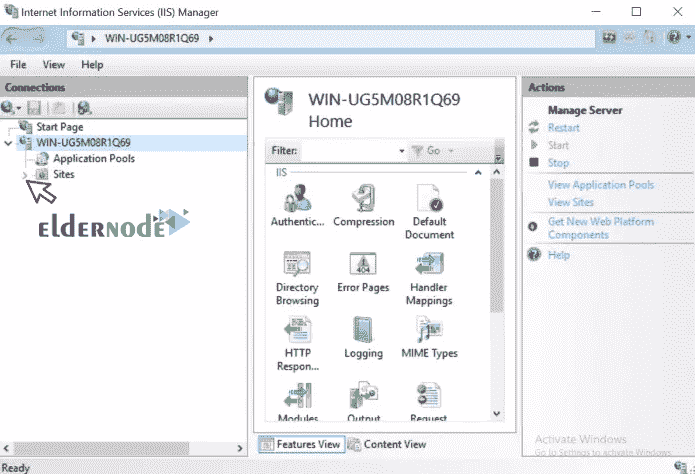 Internet Information Services (IIS) Manager
WIN-UG5M08R1Q69
File View Help
Connections
Start Page
WIN-UG5M08R1Q69
Application Pools
Sites
ELDERNODE
WIN-UG5M08R1Q69
Home
Filter: Go
IIS
Authentic... Compression Default
Document
Directory
Browsing Error Pages Handler
Mappings
HTTP
Respon... Logging MIME Types
Modules Output Request
Features View Content View
Actions
Manage Server
Restart
Start
Stop
View Application Pools
View Sites
Get New Web Platform
Components
Help
Activate Windows
Go to Settings to activate Windows.
Ready